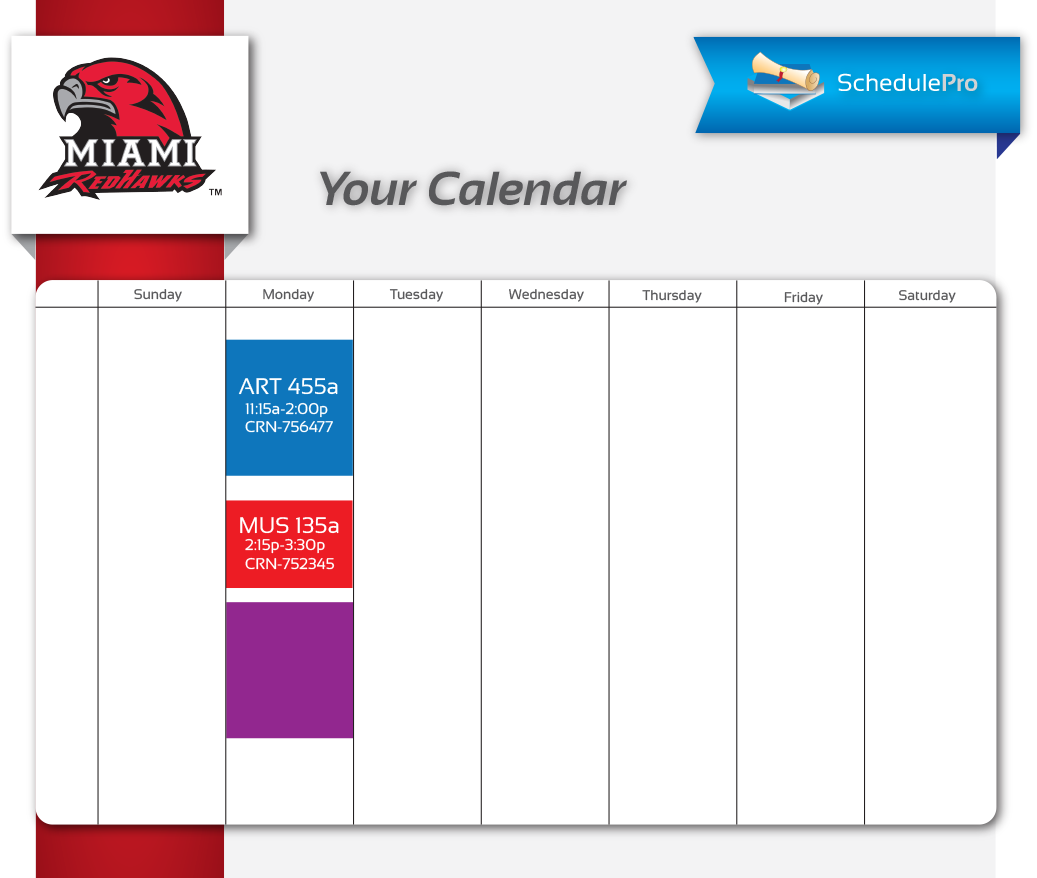 MIAMI
REDHAWKS
TM
SchedulePro
Your Calendar
Sunday Monday Tuesday Wednesday Thursday Friday Saturday
ART 455a
11:15a-2:00p
CRN-756477
MUS 135a
2:15p-3:30p
CRN-752345